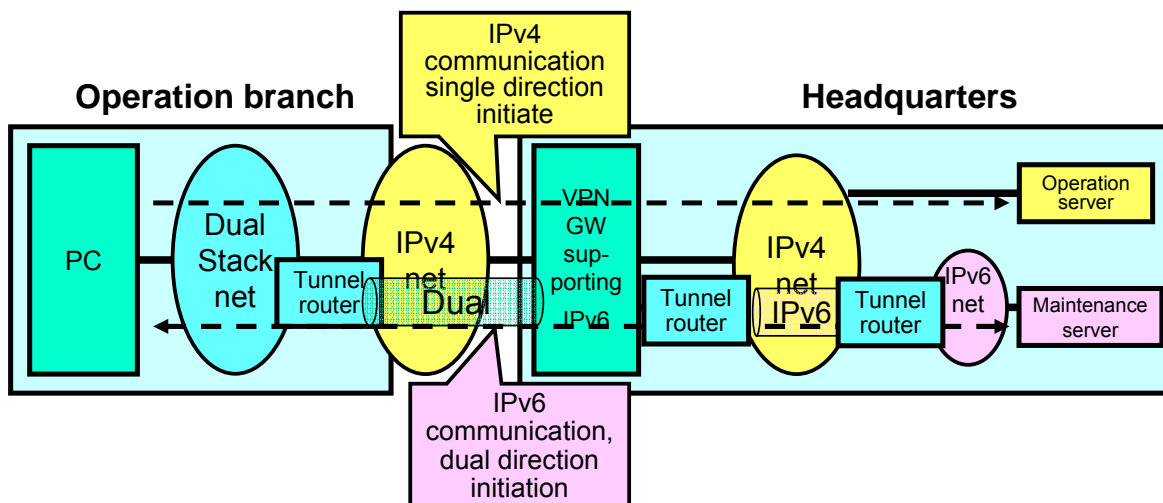 IPv4
communication
single direction
initiate
Operation branch
Headquarters
PC
Dual
Stack
net
Tunnel
router
IPv4
net
Dual
VPN
GW
sup-
porting
IPv6
Tunnel
router
IPv4
net
IPv6
Tunnel
router
IPv6
net
Operation
server
Maintenance
server
IPv6
communication,
dual direction
initiation